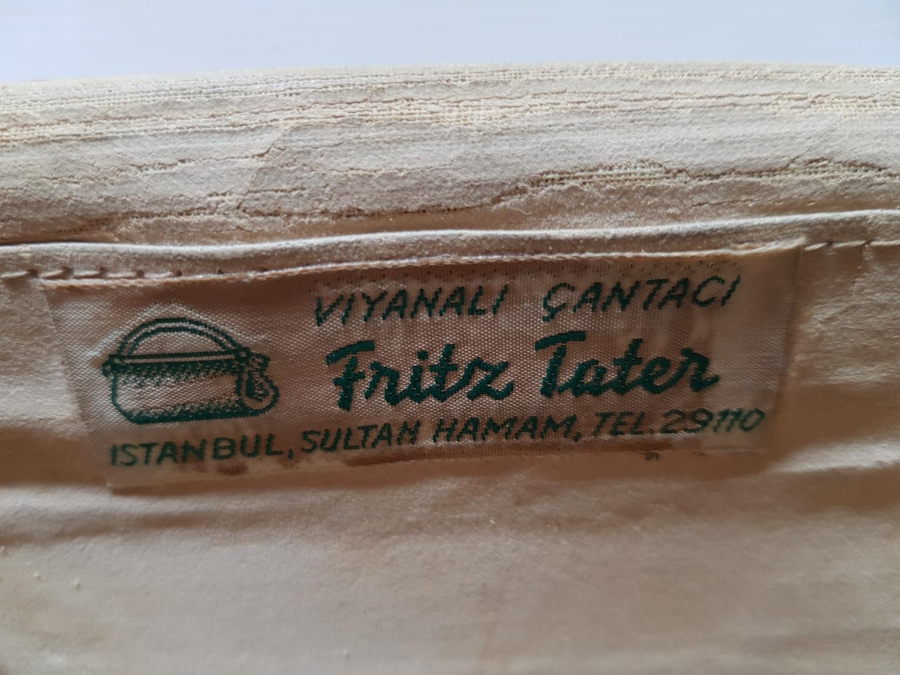 VIYANALI ÇANTACI
Fritz Tater
ISTANBUL, SULTAN HAMAM, TEL.29110